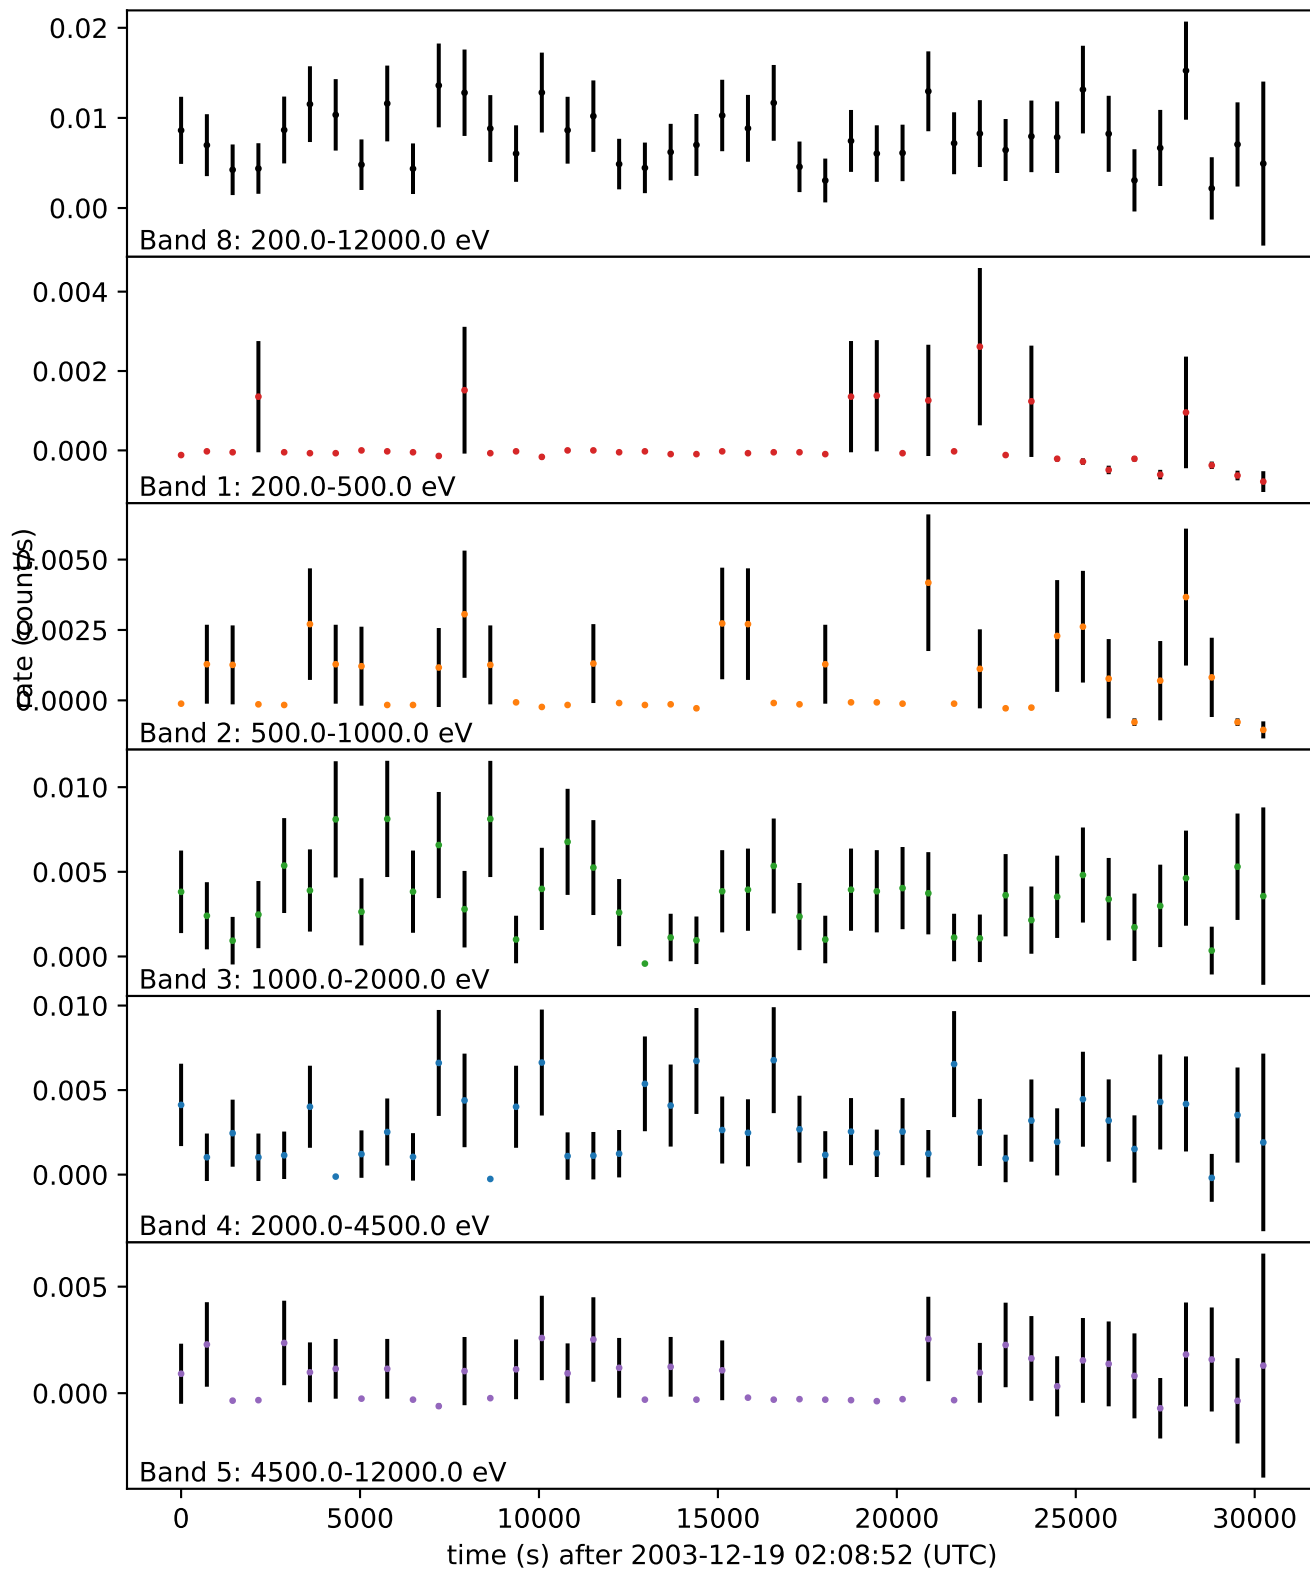 0.02
0.01
0.00
Band 8: 200.0-12000.0 eV
0.004
0.002
0.000
Band 1: 200.0-500.0 eV
rate (count/s)
0.0050
0.0025
0.0000
Band 2: 500.0-1000.0 eV
0.010
0.005
0.000
Band 3: 1000.0-2000.0 eV
0.010
0.005
0.000
Band 4: 2000.0-4500.0 eV
0.005
0.000
Band 5: 4500.0-12000.0 eV
0 5000 10000 15000 20000 25000 30000
time (s) after 2003-12-19 02:08:52 (UTC)